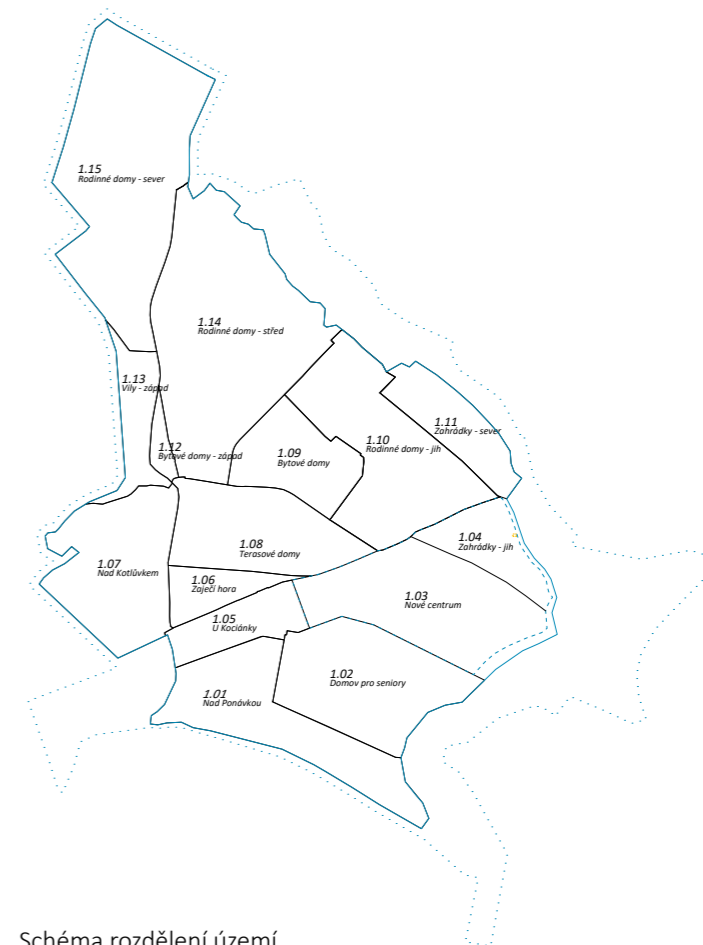 1.15
Rodinné domy - sever
1.14
Rodinné domy - střed
1.13
Vily - západ
1.11
Zahrádky - sever
1.10
Rodinné domy - jih
1.12
Bytové domy - západ
1.09
Bytové domy
1.04
Zahrádky - jih
1.08
Terasové domy
1.07
Nad Kotlůvkem
1.06
Zaječí hora
1.03
Nové centrum
1.05
U Kociánky
1.02
Domov pro seniory
1.01
Nad Ponávkou
Schéma rozdělení území